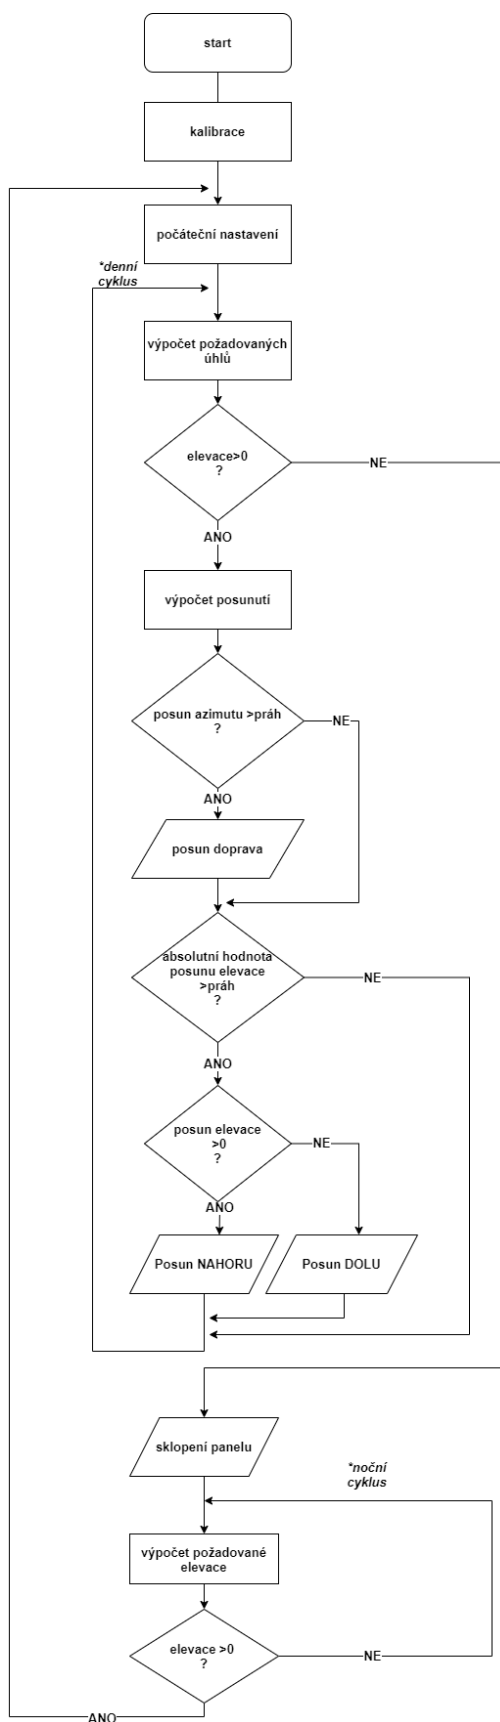 start
kalibrace
počáteční nastavení
*denní
cyklus
výpočet požadovaných
úhlů
elevace>0
?
NE
ANO
výpočet posunutí
posun azimutu >práh
?
NE
ANO
posun doprava
absolutní hodnota
posunu elevace
>práh
?
NE
ANO
posun elevace
>0
?
NE
ANO
Posun NAHORU
Posun DOLU
sklopení panelu
*noční
cyklus
výpočet požadované
elevace
elevace >0
?
NE
ANO